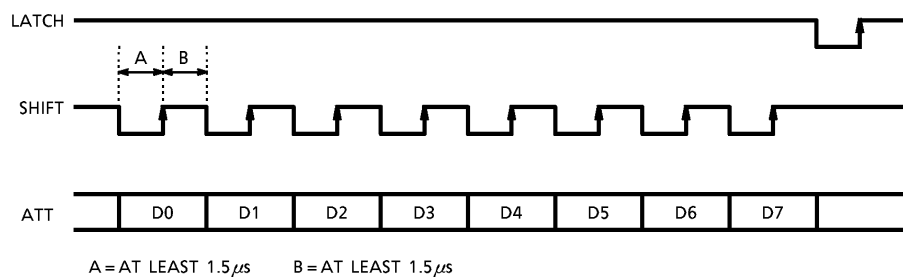 LATCH
A B
SHIFT
ATT D0 D1 D2 D3 D4 D5 D6 D7
A = AT LEAST 1.5μs B = AT LEAST 1.5μs